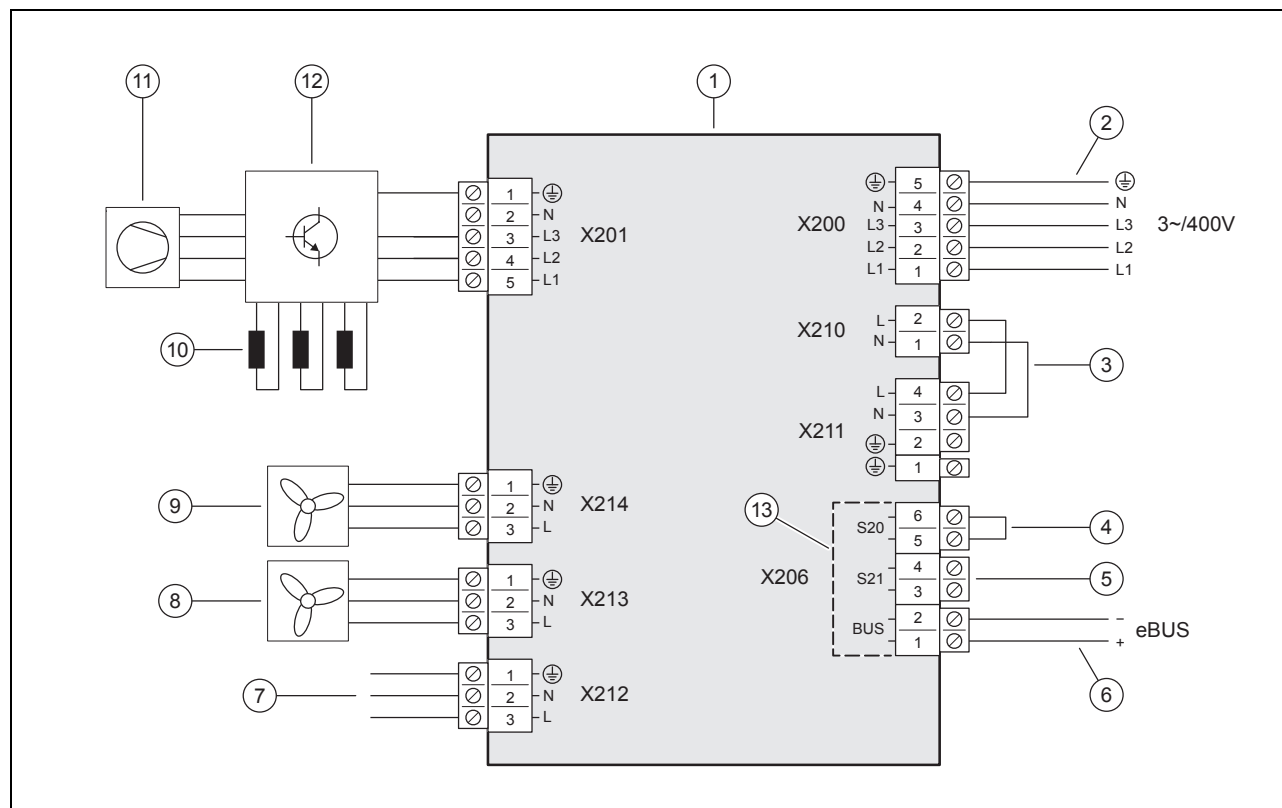 11
12
1
2
X201
1
2 N
3 L3
4 L2
5 L1
X200
5
N 4 N
L3 3 L3
L2 2 L2
L1 1 L1
3~/400V
10
X210
L 2
N 1
3
X211
L 4
N 3
2
1
9
X214
1
2 N
3 L
8
X213
1
2 N
3 L
7
X212
1
2 N
3 L
13
X206
S20 6
5
4
S21 4
3
5
BUS 2 −
1 +
eBUS
6